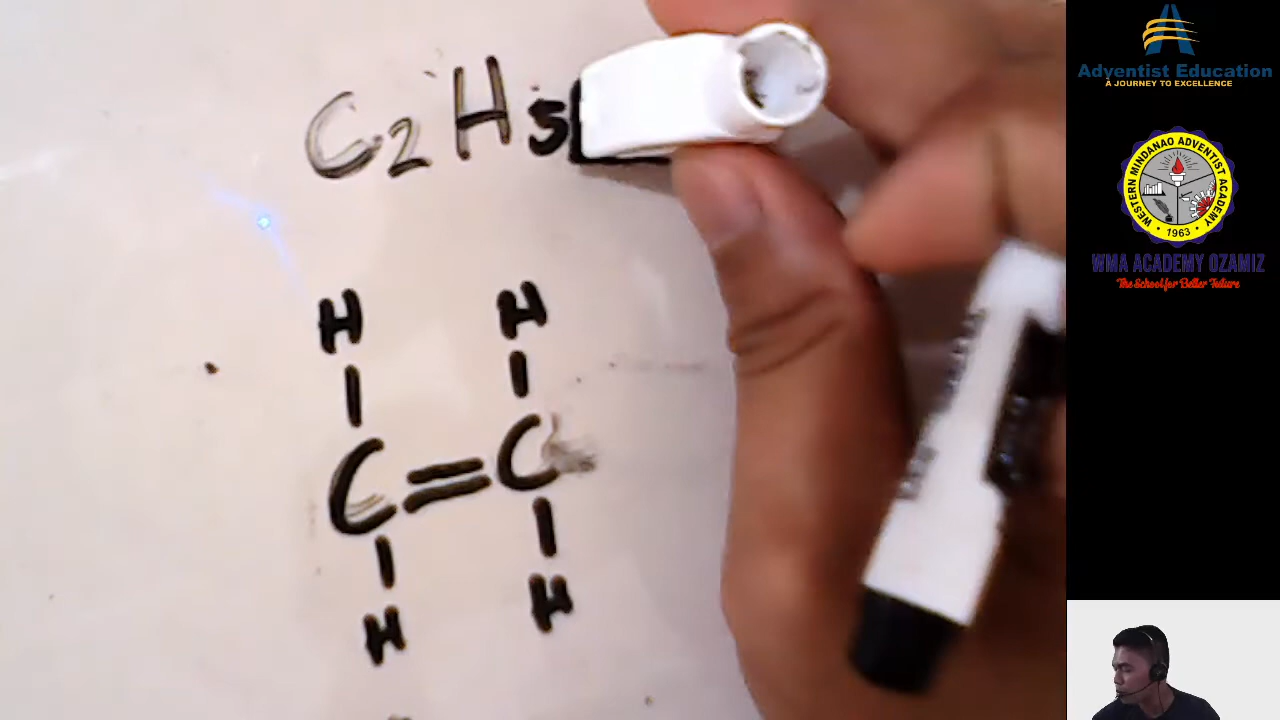 C2H5
H H
C=C
H H
Adventist Education
A JOURNEY TO EXCELLENCE
WESTERN MINDANAO ADVENTIST ACADEMY
• 1963 •
WMA ACADEMY OZAMIZ
The School for Better Future